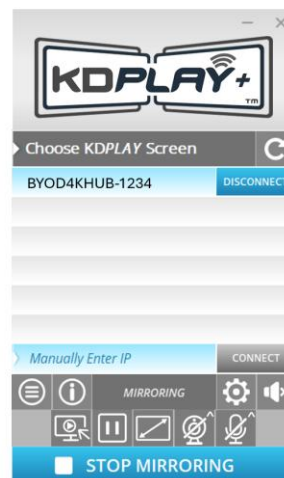 KDPLAY+
TM
Choose KDPLAY Screen
BYOD4KHUB-1234 DISCONNECT
Manually Enter IP CONNECT
MIRRORING
STOP MIRRORING